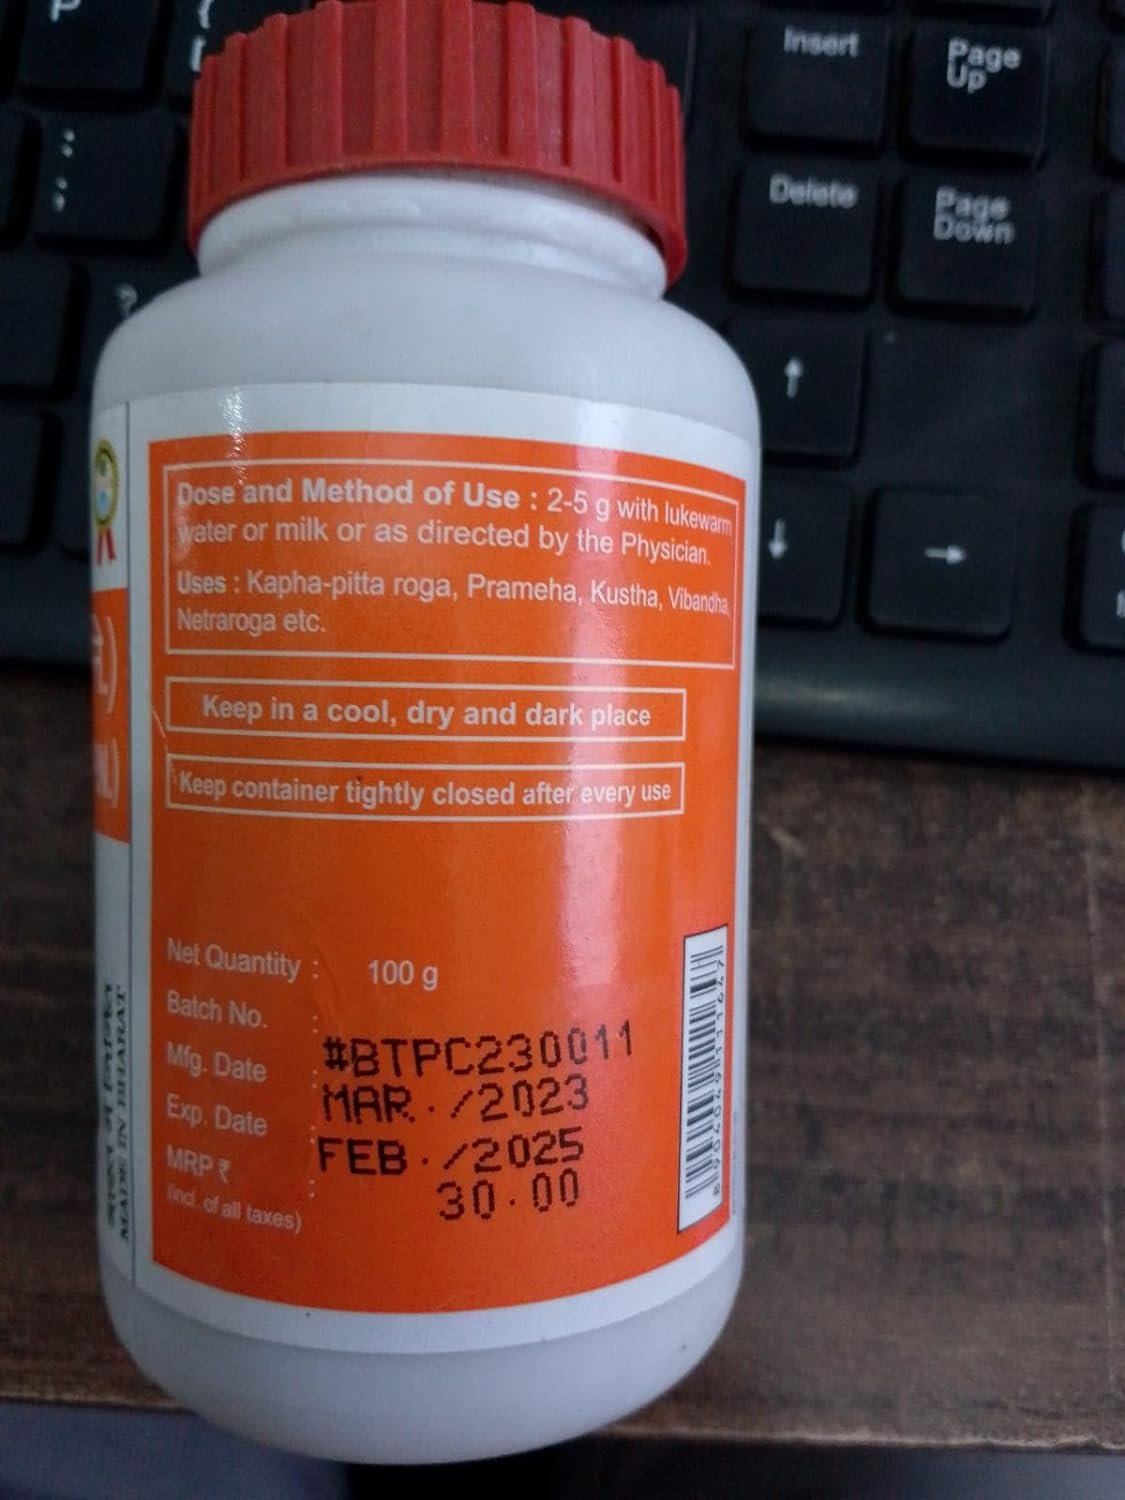 Insert
Page
Up
Delete
Page
Down
Dose and Method of Use : 2-5 g with lukewarm
water or milk or as directed by the Physician.
Uses : Kapha-pitta roga, Prameha, Kustha, Vibandha,
Netraroga etc.
Keep in a cool, dry and dark place
Keep container tightly closed after every use
Net Quantity : 100 g
Batch No. : #BTPC230011
Mfg. Date : MAR./2023
Exp. Date : FEB./2025
MRP ₹ : 30.00
(incl. of all taxes)
MADE IN BHARAT